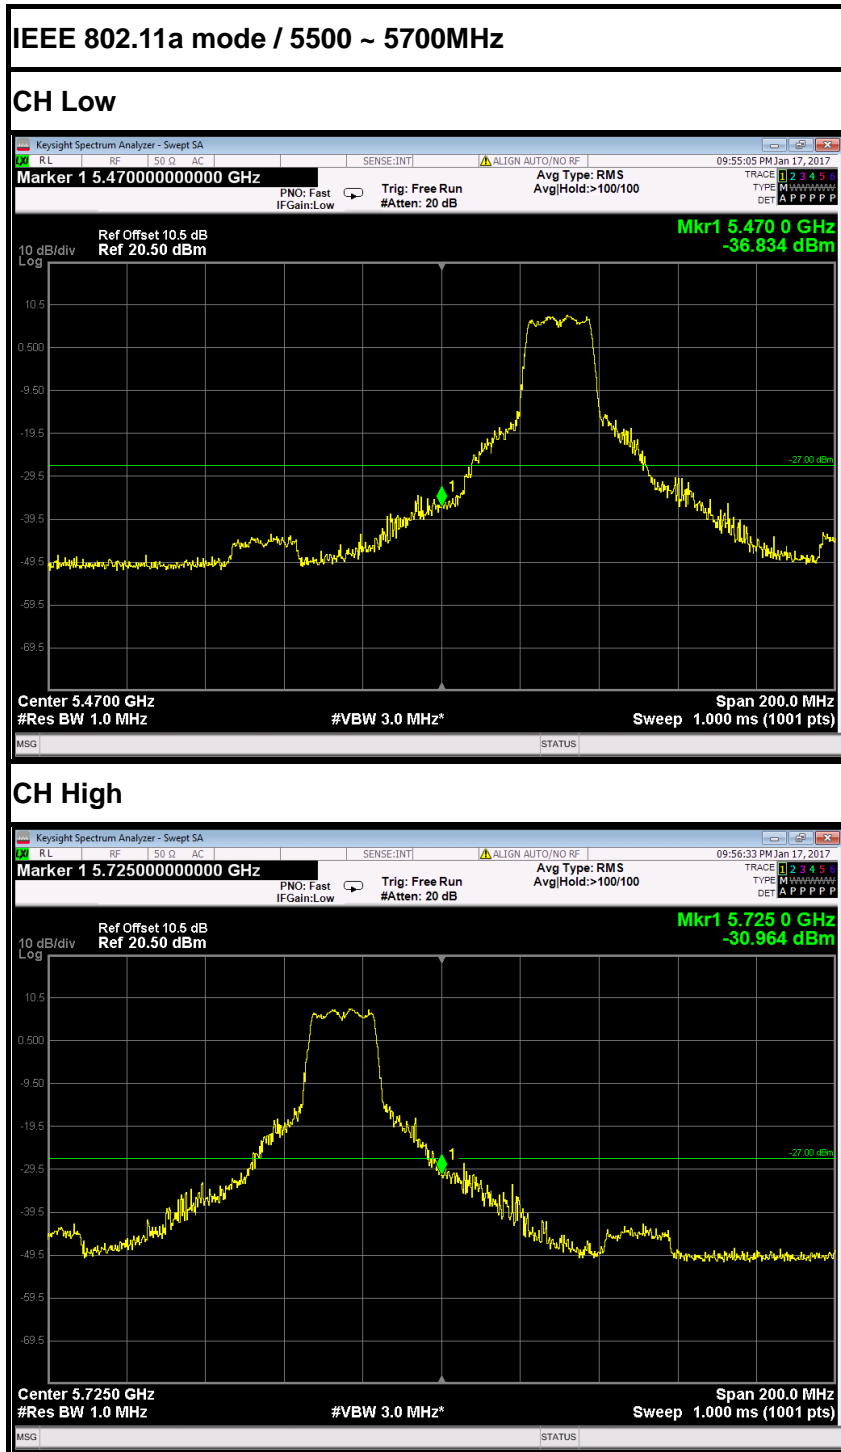 IEEE 802.11a mode / 5500 ~ 5700MHz
CH Low
Keysight Spectrum Analyzer - Swept SA
LXI RL RF 50 Ω AC SENSE:INT ALIGN AUTO/NO RF 09:55:05 PM Jan 17, 2017
Marker 1 5.470000000000 GHz
PNO: Fast
IFGain:Low
Trig: Free Run
#Atten: 20 dB
Avg Type: RMS
Avg|Hold:>100/100
TRACE 1 2 3 4 5 6
TYPE M W W W W W
DET A P P P P P
Mkr1 5.470 0 GHz
-36.834 dBm
Ref Offset 10.5 dB
10 dB/div Ref 20.50 dBm
Log
10.5
0.500
-9.50
-19.5
-27.00 dBm
-29.5
1
-39.5
-49.5
-59.5
-69.5
Center 5.4700 GHz Span 200.0 MHz
#Res BW 1.0 MHz #VBW 3.0 MHz* Sweep 1.000 ms (1001 pts)
MSG STATUS
CH High
Keysight Spectrum Analyzer - Swept SA
LXI RL RF 50 Ω AC SENSE:INT ALIGN AUTO/NO RF 09:56:33 PM Jan 17, 2017
Marker 1 5.725000000000 GHz
PNO: Fast
IFGain:Low
Trig: Free Run
#Atten: 20 dB
Avg Type: RMS
Avg|Hold:>100/100
TRACE 1 2 3 4 5 6
TYPE M W W W W W
DET A P P P P P
Mkr1 5.725 0 GHz
-30.964 dBm
Ref Offset 10.5 dB
10 dB/div Ref 20.50 dBm
Log
10.5
0.500
-9.50
-19.5
-27.00 dBm
1
-29.5
-39.5
-49.5
-59.5
-69.5
Center 5.7250 GHz Span 200.0 MHz
#Res BW 1.0 MHz #VBW 3.0 MHz* Sweep 1.000 ms (1001 pts)
MSG STATUS